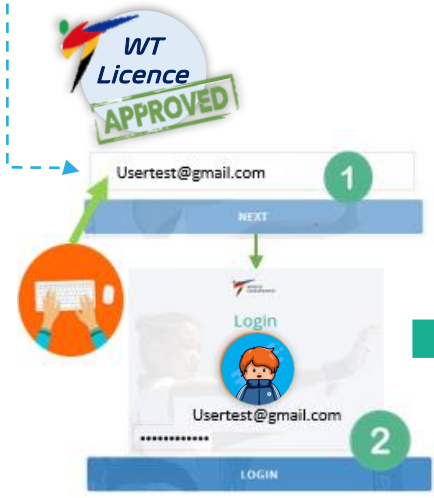 WT
Licence
APPROVED
Usertest@gmail.com
1
NEXT
Login
Usertest@gmail.com
••••••••••••
2
LOGIN